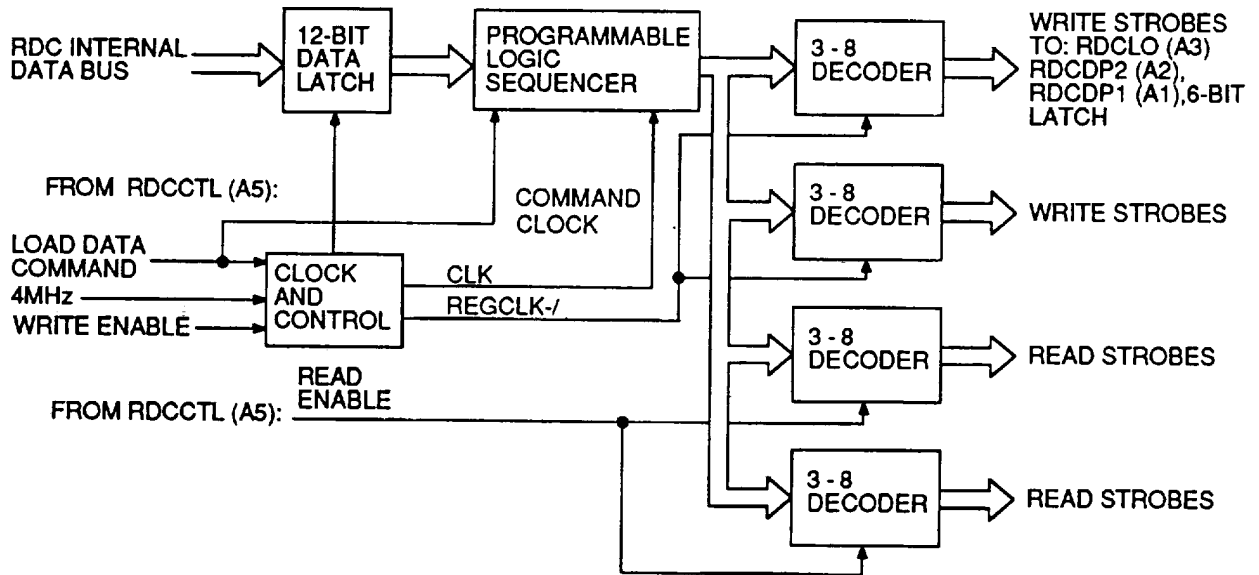 RDC INTERNAL
DATA BUS
12-BIT
DATA
LATCH
PROGRAMMABLE
LOGIC
SEQUENCER
3 - 8
DECODER
WRITE STROBES
TO: RDCLO (A3)
RDCDP2 (A2),
RDCDP1 (A1),6-BIT
LATCH
FROM RDCCTL (A5):
COMMAND
CLOCK
3 - 8
DECODER
WRITE STROBES
LOAD DATA
COMMAND
4MHz
WRITE ENABLE
CLOCK
AND
CONTROL
CLK
REGCLK-/
3 - 8
DECODER
READ STROBES
READ
ENABLE
FROM RDCCTL (A5):
3 - 8
DECODER
READ STROBES